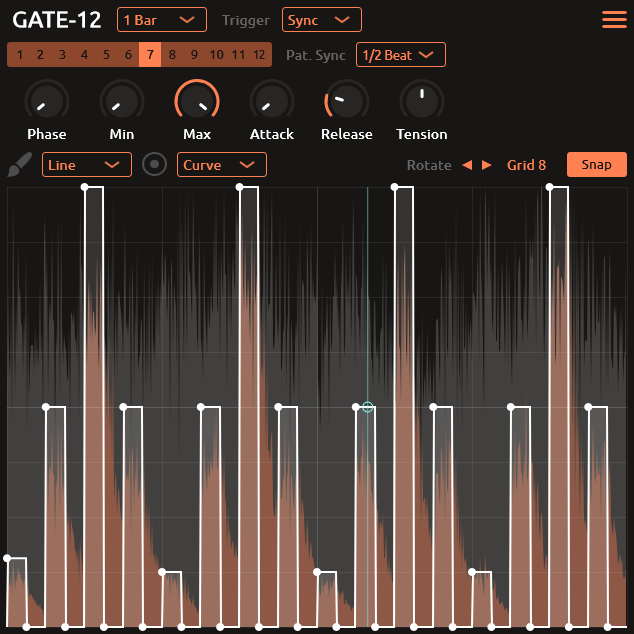 GATE-12 1 Bar Trigger Sync
1 2 3 4 5 6 7 8 9 10 11 12 Pat. Sync 1/2 Beat
Phase Min Max Attack Release Tension
Line Curve Rotate Grid 8 Snap